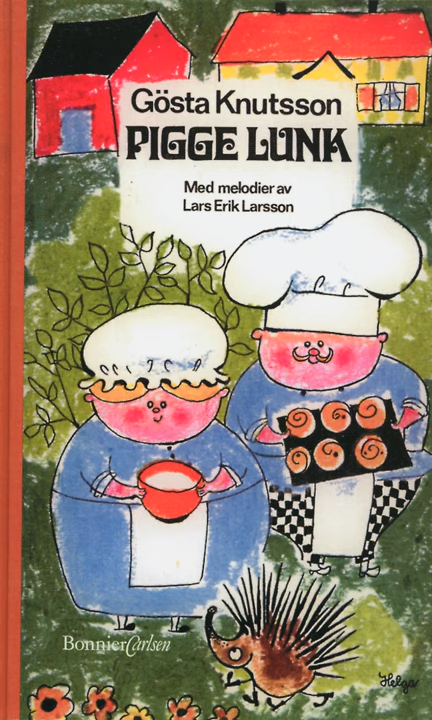 Gösta Knutsson
PIGGE LUNK
Med melodier av
Lars Erik Larsson
BonnierCarlsen
Helga